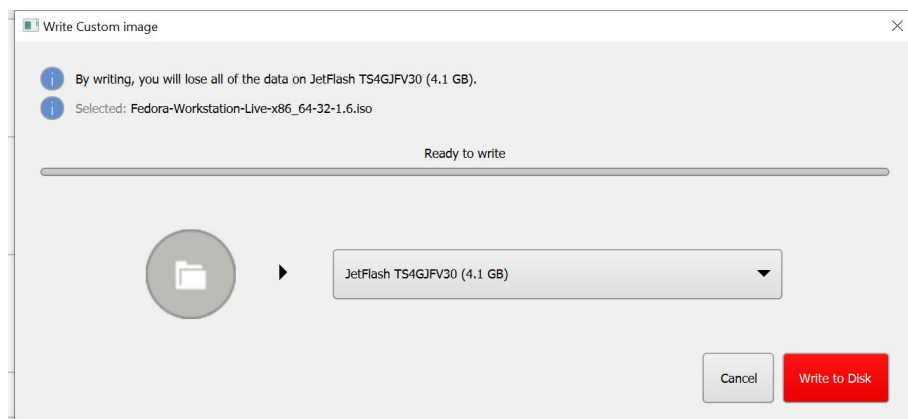 Write Custom image
By writing, you will lose all of the data on JetFlash TS4GJFV30 (4.1 GB).
Selected: Fedora-Workstation-Live-x86_64-32-1.6.iso
Ready to write
JetFlash TS4GJFV30 (4.1 GB)
Cancel
Write to Disk